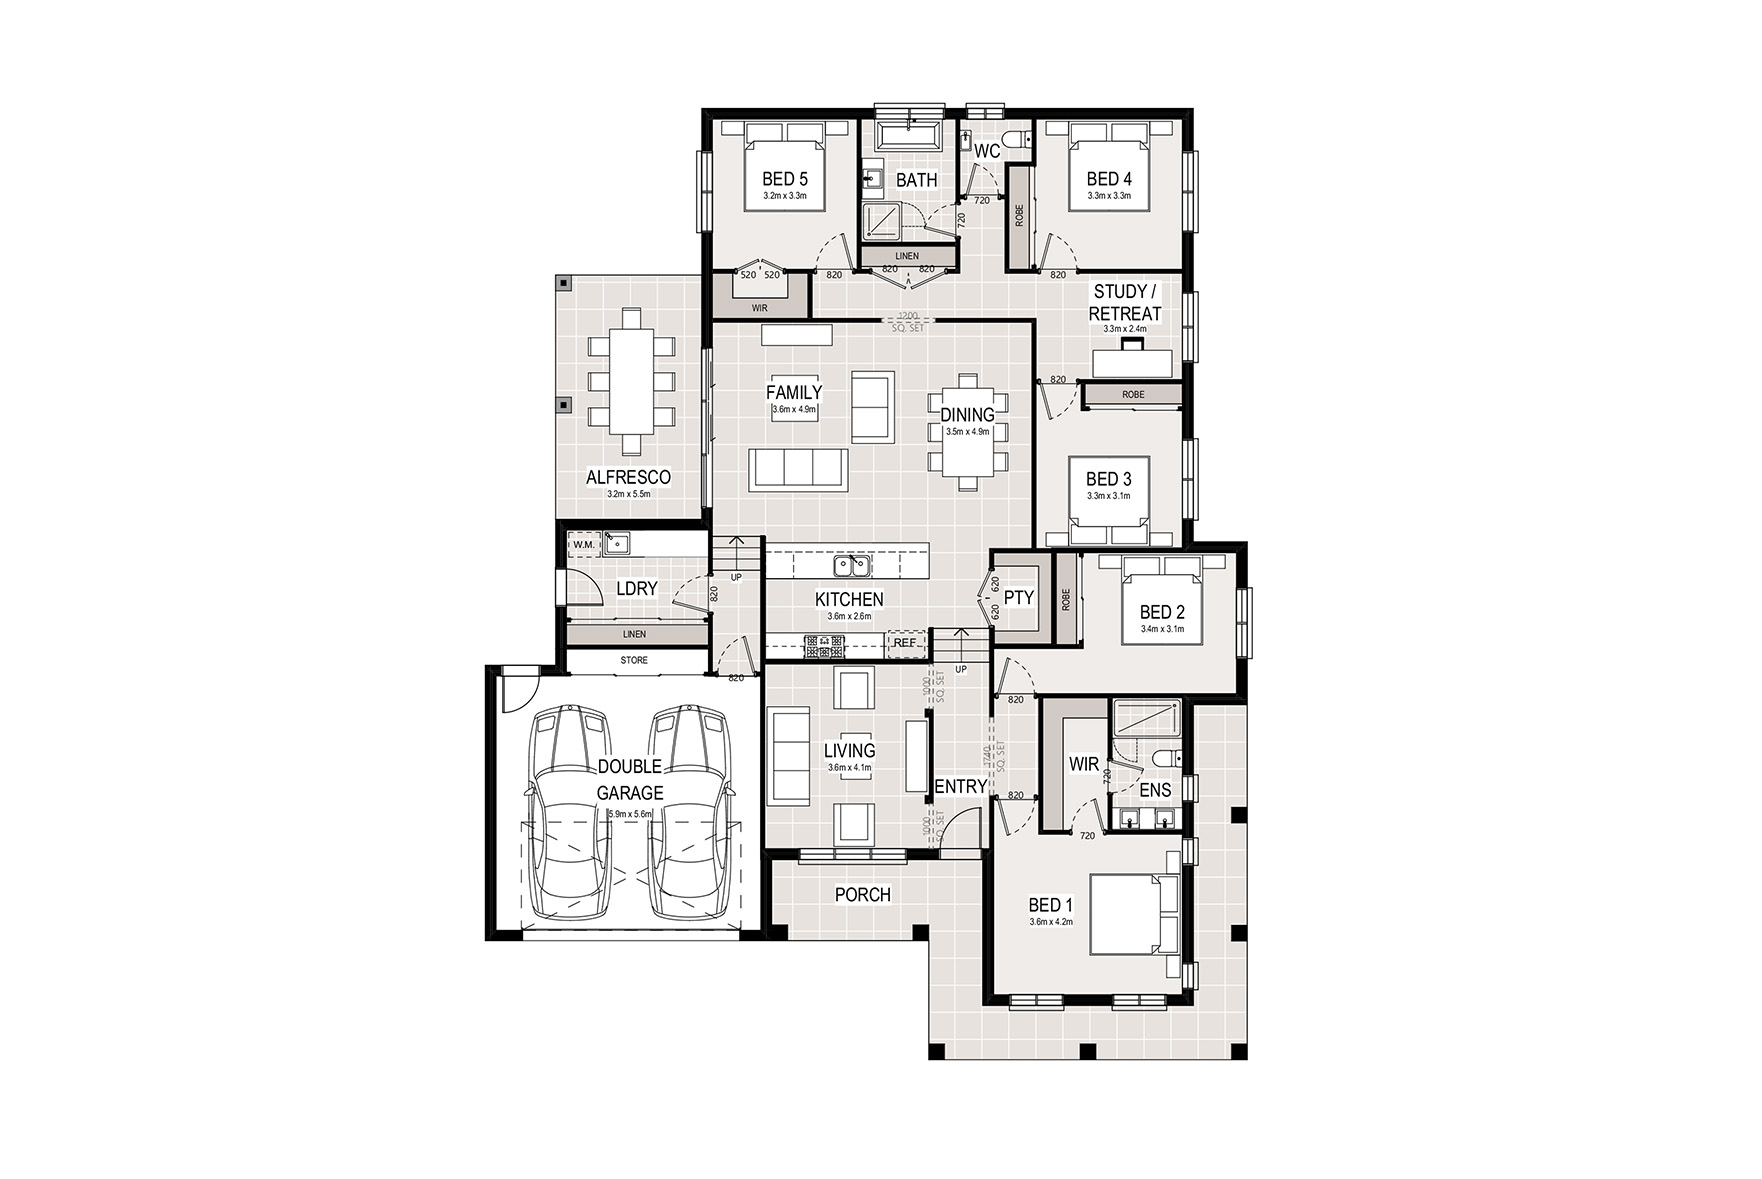 BED 5
3.2m x 3.3m
BATH
WC
BED 4
3.3m x 3.3m
ROBE
720
720
LINEN
820
820
520
520
820
820
WIR
1200
SQ. SET
STUDY /
RETREAT
3.3m x 2.4m
FAMILY
3.6m x 4.9m
DINING
3.5m x 4.9m
820
ROBE
ALFRESCO
3.2m x 5.5m
BED 3
3.3m x 3.1m
W.M.
LDRY
820
UP
LINEN
STORE
820
KITCHEN
3.6m x 2.6m
REF.
620
620
PTY
ROBE
BED 2
3.4m x 3.1m
UP
1000
SQ. SET
820
LIVING
3.6m x 4.1m
1740
SQ. SET
ENTRY
820
WIR
720
ENS
DOUBLE
GARAGE
5.9m x 5.6m
1000
SQ. SET
720
PORCH
BED 1
3.6m x 4.2m